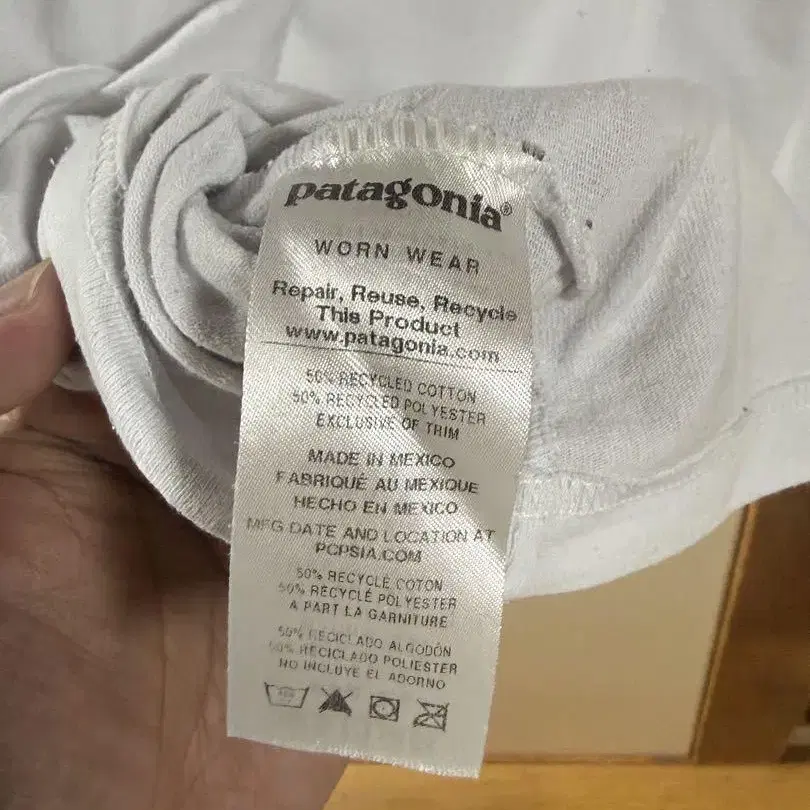 patagonia®
WORN WEAR
Repair, Reuse, Recycle
This Product
www.patagonia.com
50% RECYCLED COTTON
50% RECYCLED POLYESTER
EXCLUSIVE OF TRIM
MADE IN MEXICO
FABRIQUÉ AU MEXIQUE
HECHO EN MEXICO
MFG DATE AND LOCATION AT
PCPSIA.COM
50% RECYCLÉ COTON
50% RECYCLÉ POLYESTER
A PART LA GARNITURE
50% RECICLADO ALGODÓN
50% RECICLADO POLIESTER
NO INCLUYE EL ADORNO